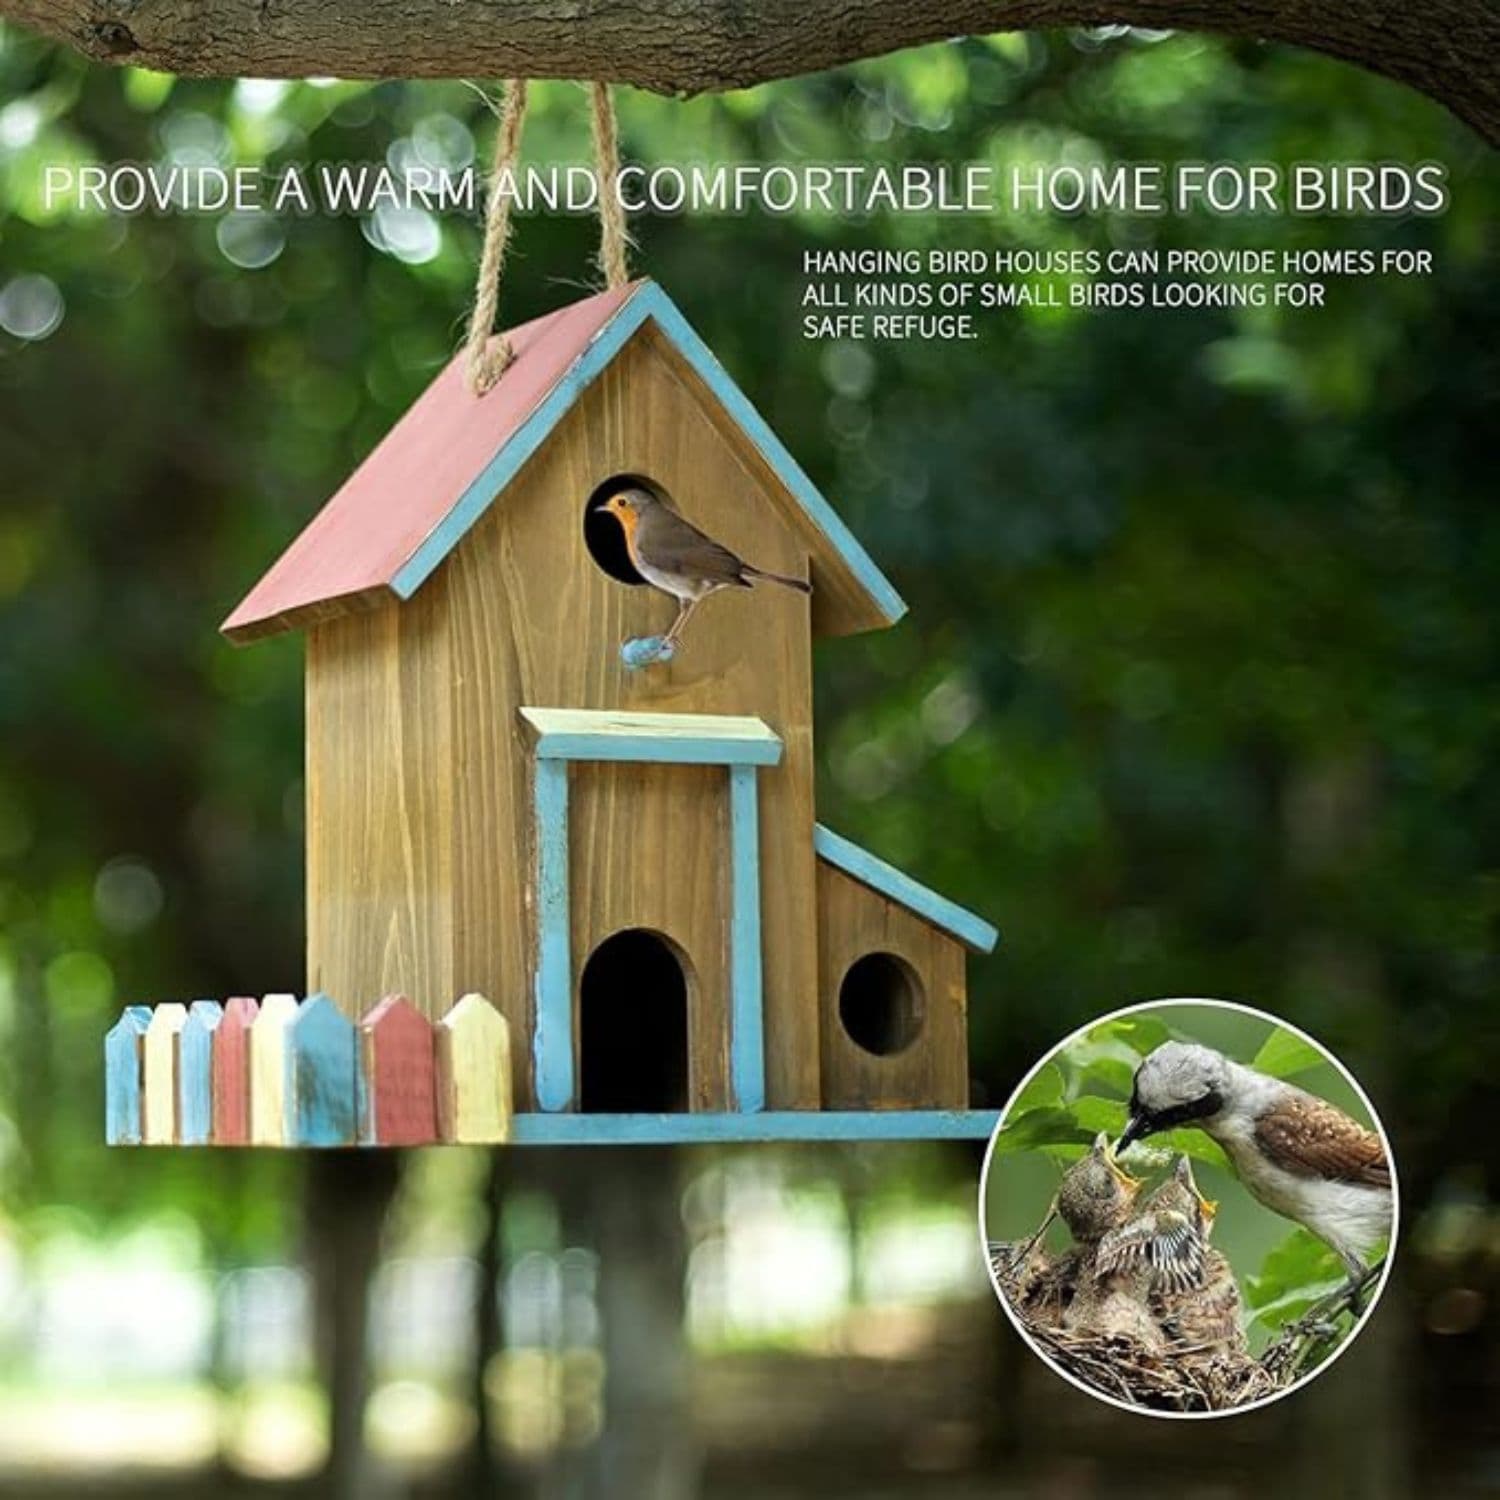 PROVIDE A WARM AND COMFORTABLE HOME FOR BIRDS
HANGING BIRD HOUSES CAN PROVIDE HOMES FOR
ALL KINDS OF SMALL BIRDS LOOKING FOR
SAFE REFUGE.